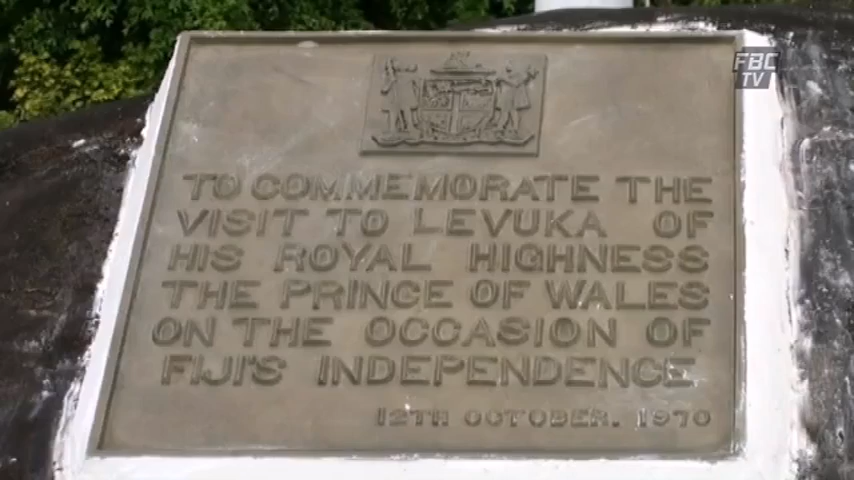 FBC
TV
TO COMMEMORATE THE
VISIT TO LEVUKA OF
HIS ROYAL HIGHNESS
THE PRINCE OF WALES
ON THE OCCASION OF
FIJI'S INDEPENDENCE
12TH OCTOBER. 1970